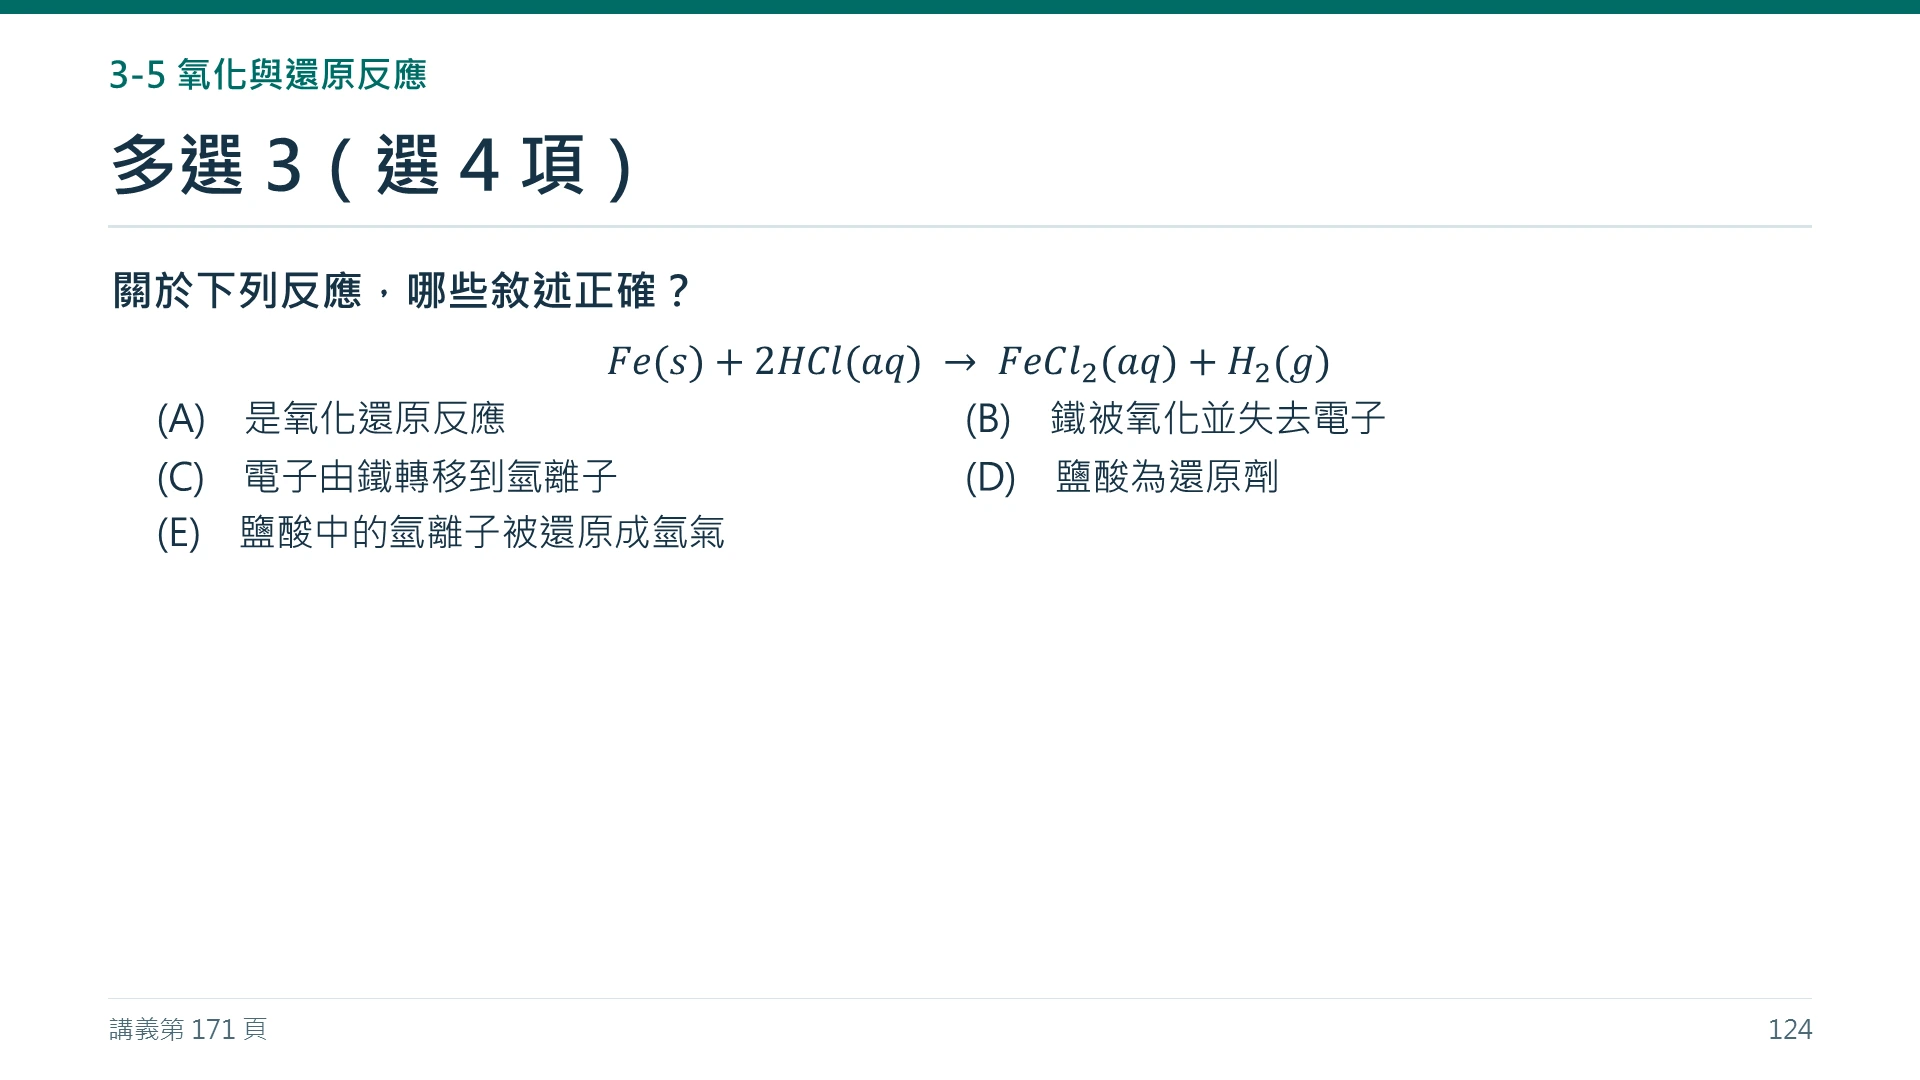 3-5 氧化與還原反應
多選 3（選 4 項）
關於下列反應，哪些敘述正確？
Fe(s) + 2HCl(aq) → FeCl₂(aq) + H₂(g)
(A) 是氧化還原反應 (B) 鐵被氧化並失去電子
(C) 電子由鐵轉移到氫離子 (D) 鹽酸為還原劑
(E) 鹽酸中的氫離子被還原成氫氣
講義第 171 頁 124